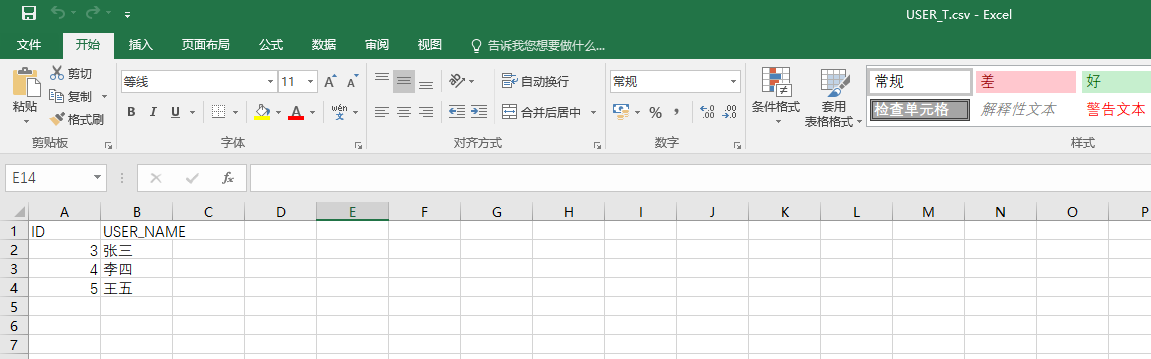 USER_T.csv - Excel
文件 开始 插入 页面布局 公式 数据 审阅 视图 告诉我您想要做什么...
剪切 等线 11 A A 自动换行 常规 常规 差 好
粘贴 复制 条件格式 套用
格式刷 B I U A wén 变 合并后居中 % , .00 .0 表格格式 检查单元格 解释性文本 警告文本
剪贴板 字体 对齐方式 数字 样式
E14 fx
A B C D E F G H I J K L M N O P
1 ID USER_NAME
2 3 张三
3 4 李四
4 5 王五
5
6
7